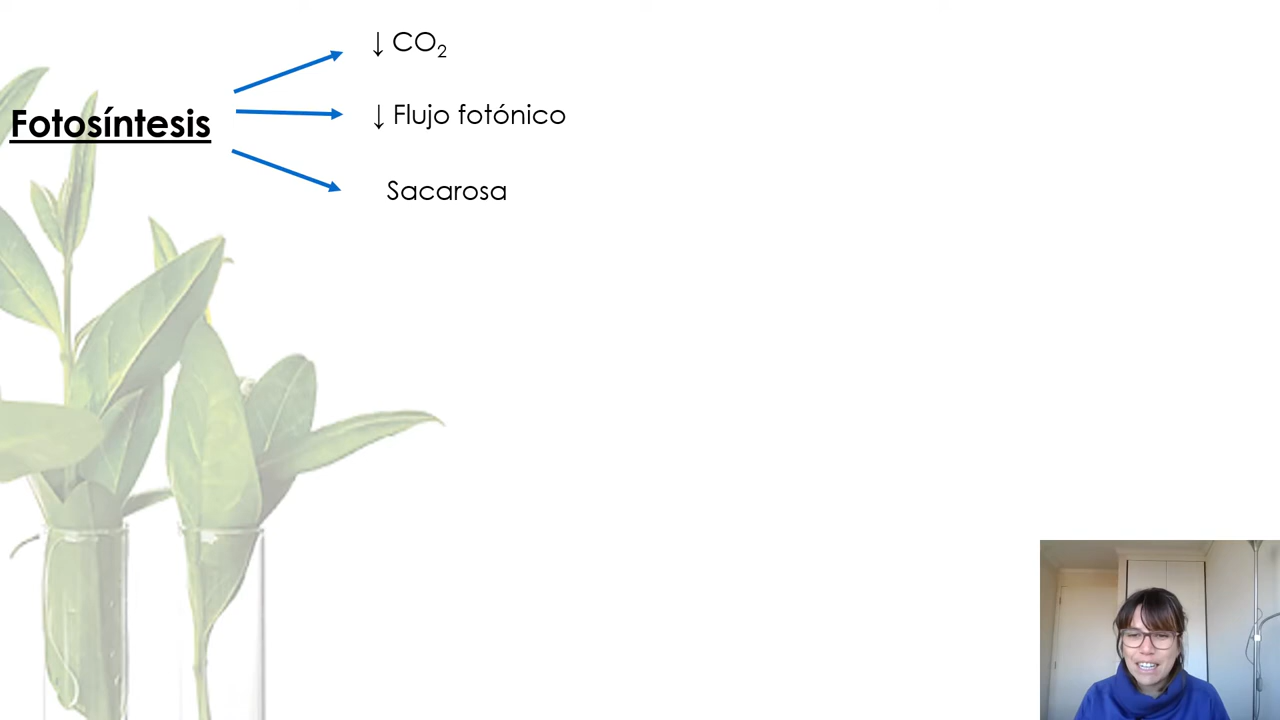 ↓ CO₂
Fotosíntesis
↓ Flujo fotónico
Sacarosa